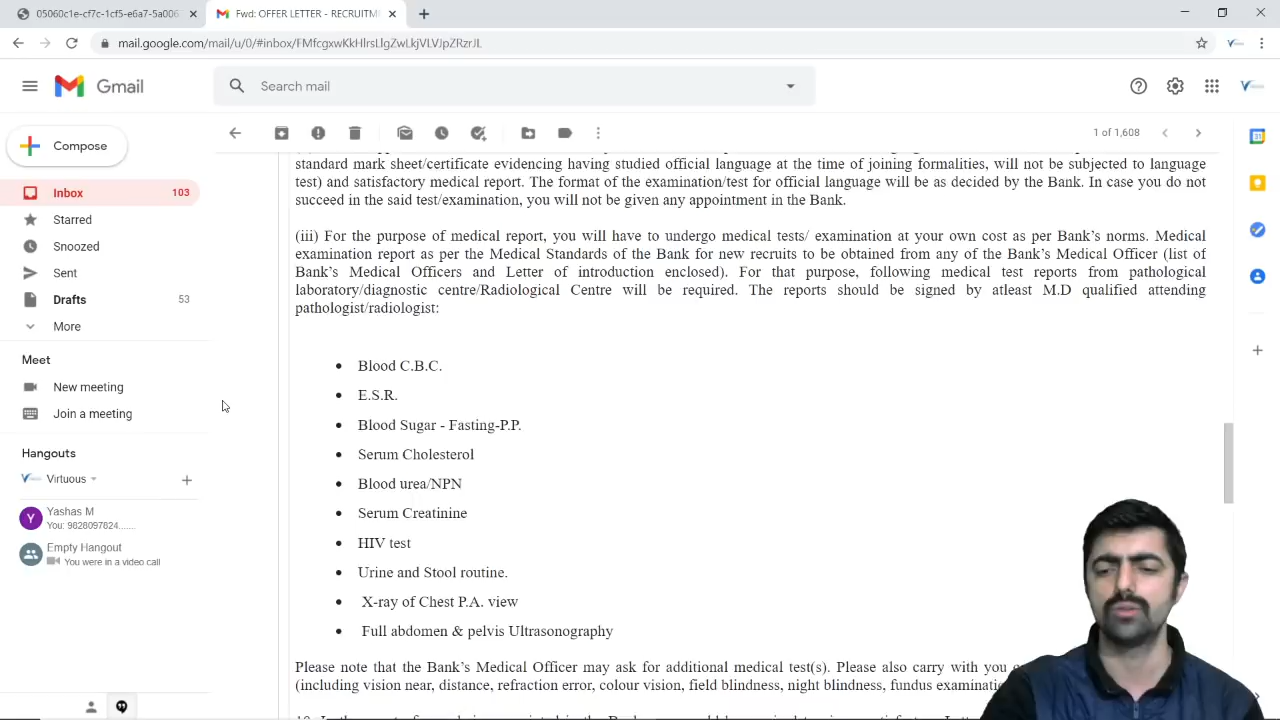 05060c1e-cf7c-1cf5-e6a7-5a006
Fwd: OFFER LETTER - RECRUITM
mail.google.com/mail/u/0/#inbox/FMfcgxwKkHlrsLlgZwLkjVLVJpZRzrJL
Gmail
Search mail
Compose
1 of 1,608
Inbox 103
Starred
Snoozed
Sent
Drafts 53
More
Meet
New meeting
Join a meeting
Hangouts
Virtuous
Yashas M
You: 9828097824.......
Empty Hangout
You were in a video call
standard mark sheet/certificate evidencing having studied official language at the time of joining formalities, will not be subjected to language
test) and satisfactory medical report. The format of the examination/test for official language will be as decided by the Bank. In case you do not
succeed in the said test/examination, you will not be given any appointment in the Bank.
(iii) For the purpose of medical report, you will have to undergo medical tests/ examination at your own cost as per Bank's norms. Medical
examination report as per the Medical Standards of the Bank for new recruits to be obtained from any of the Bank's Medical Officer (list of
Bank's Medical Officers and Letter of introduction enclosed). For that purpose, following medical test reports from pathological
laboratory/diagnostic centre/Radiological Centre will be required. The reports should be signed by atleast M.D qualified attending
pathologist/radiologist:
• Blood C.B.C.
• E.S.R.
• Blood Sugar - Fasting-P.P.
• Serum Cholesterol
• Blood urea/NPN
• Serum Creatinine
• HIV test
• Urine and Stool routine.
• X-ray of Chest P.A. view
• Full abdomen & pelvis Ultrasonography
Please note that the Bank's Medical Officer may ask for additional medical test(s). Please also carry with you
(including vision near, distance, refraction error, colour vision, field blindness, night blindness, fundus examinatio